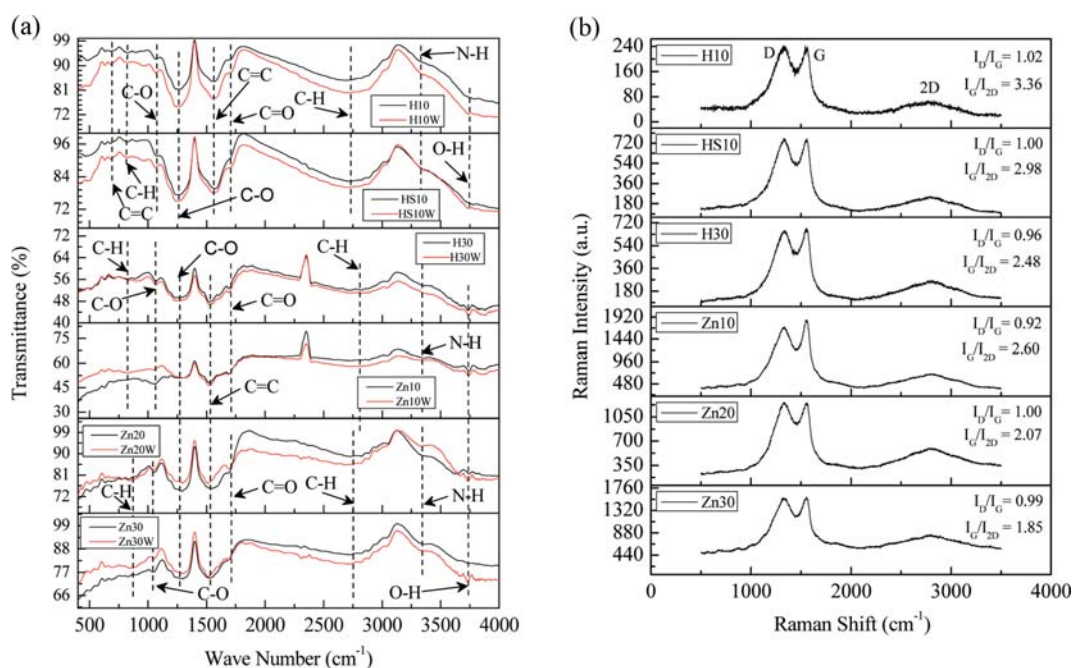 (a)
99
90
81
72
C-O
C=C
C=O
C-H
N-H
H10
H10W
96
84
72
C-H
C=C
C-O
O-H
HS10
HS10W
72
64
56
48
40
C-H
C-O
C-O
C=O
C-H
H30
H30W
75
60
45
30
C=C
N-H
Zn10
Zn10W
99
90
81
72
Zn20
Zn20W
C-H
C=O
C-H
N-H
99
88
77
66
Zn30
Zn30W
C-O
O-H
500 1000 1500 2000 2500 3000 3500 4000
Wave Number (cm-1)
Transmittance (%)
(b)
240
160
80
0
H10
D
G
2D
ID/IG= 1.02
IG/I2D= 3.36
720
540
360
180
HS10
ID/IG= 1.00
IG/I2D= 2.98
720
540
360
180
H30
ID/IG= 0.96
IG/I2D= 2.48
1920
1440
960
480
Zn10
ID/IG= 0.92
IG/I2D= 2.60
1050
700
350
Zn20
ID/IG= 1.00
IG/I2D= 2.07
1760
1320
880
440
Zn30
ID/IG= 0.99
IG/I2D= 1.85
0 1000 2000 3000 4000
Raman Shift (cm-1)
Raman Intensity (a.u.)